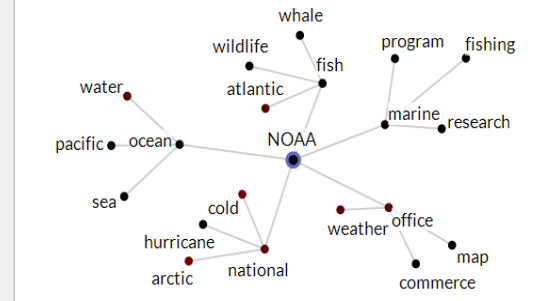 whale
program
fishing
wildlife
fish
water
atlantic
marine
research
pacific
ocean
NOAA
sea
cold
weather
office
hurricane
map
arctic
national
commerce